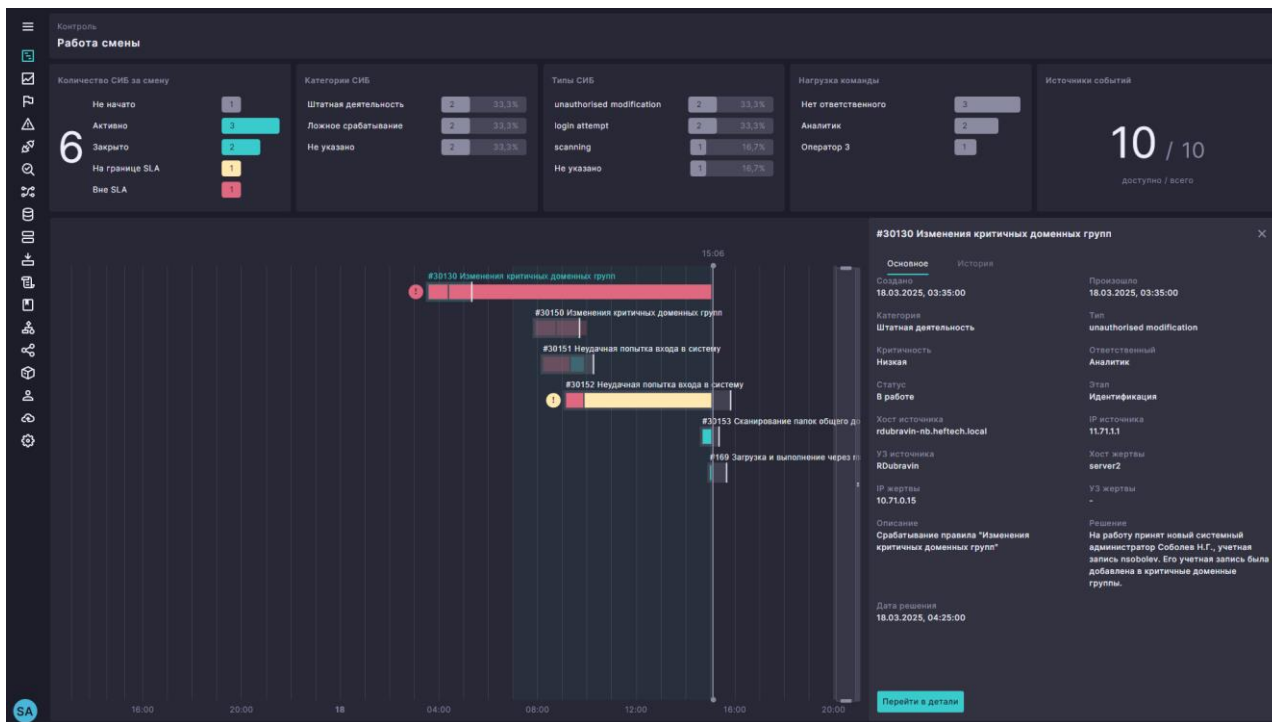 Контроль
Работа смены
Количество СИБ за смену
6
Не начато 1
Активно 3
Закрыто 2
На границе SLA 1
Вне SLA 1
Категории СИБ
Штатная деятельность 2 33,3%
Ложное срабатывание 2 33,3%
Не указано 2 33,3%
Типы СИБ
unauthorised modification 2 33,3%
login attempt 2 33,3%
scanning 1 16,7%
Не указано 1 16,7%
Нагрузка команды
Нет ответственного 3
Аналитик 2
Оператор 3 1
Источники событий
10 / 10
доступно / всего
15:06
#30130 Изменения критичных доменных групп
#30150 Изменения критичных доменных групп
#30151 Неудачная попытка входа в систему
#30152 Неудачная попытка входа в систему
#30153 Сканирование папок общего до
#169 Загрузка и выполнение через
16:00 20:00 18 04:00 08:00 12:00 16:00 20:00
#30130 Изменения критичных доменных групп
Основное История
Создано Произошло
18.03.2025, 03:35:00 18.03.2025, 03:35:00
Категория Тип
Штатная деятельность unauthorised modification
Критичность Ответственный
Низкая Аналитик
Статус Этап
В работе Идентификация
Хост источника IP источника
rdubravin-nb.heftech.local 11.71.1.1
УЗ источника Хост жертвы
RDubravin server2
IP жертвы УЗ жертвы
10.71.0.15 -
Описание Решение
Срабатывание правила "Изменения На работу принят новый системный
критичных доменных групп" администратор Соболев Н.Г., учетная
запись nsobolev. Его учетная запись была
добавлена в критичные доменные
группы.
Дата решения
18.03.2025, 04:25:00
Перейти в детали
SA